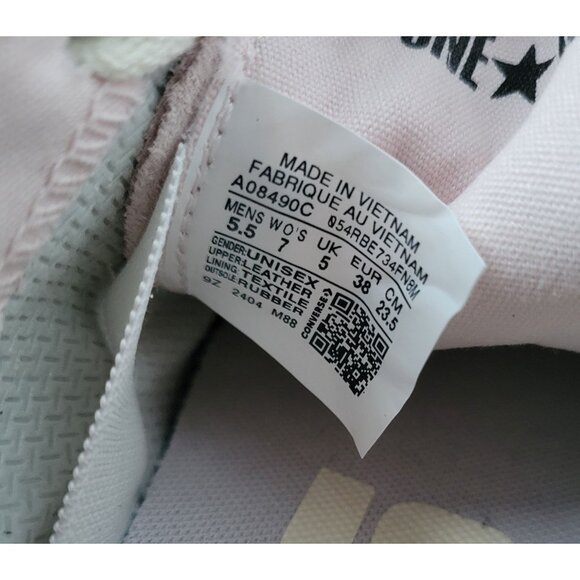 ONE★
MADE IN VIETNAM
FABRIQUE AU VIETNAM
A08490C 054RBE734FN8M
MENS WO'S UK EUR CM
5.5 7 5 38 23.5
GENDER:UNISEX
UPPER:LEATHER
LINING:TEXTILE
OUTSOLE:RUBBER
9Z 2404 M88
CONVERSE>